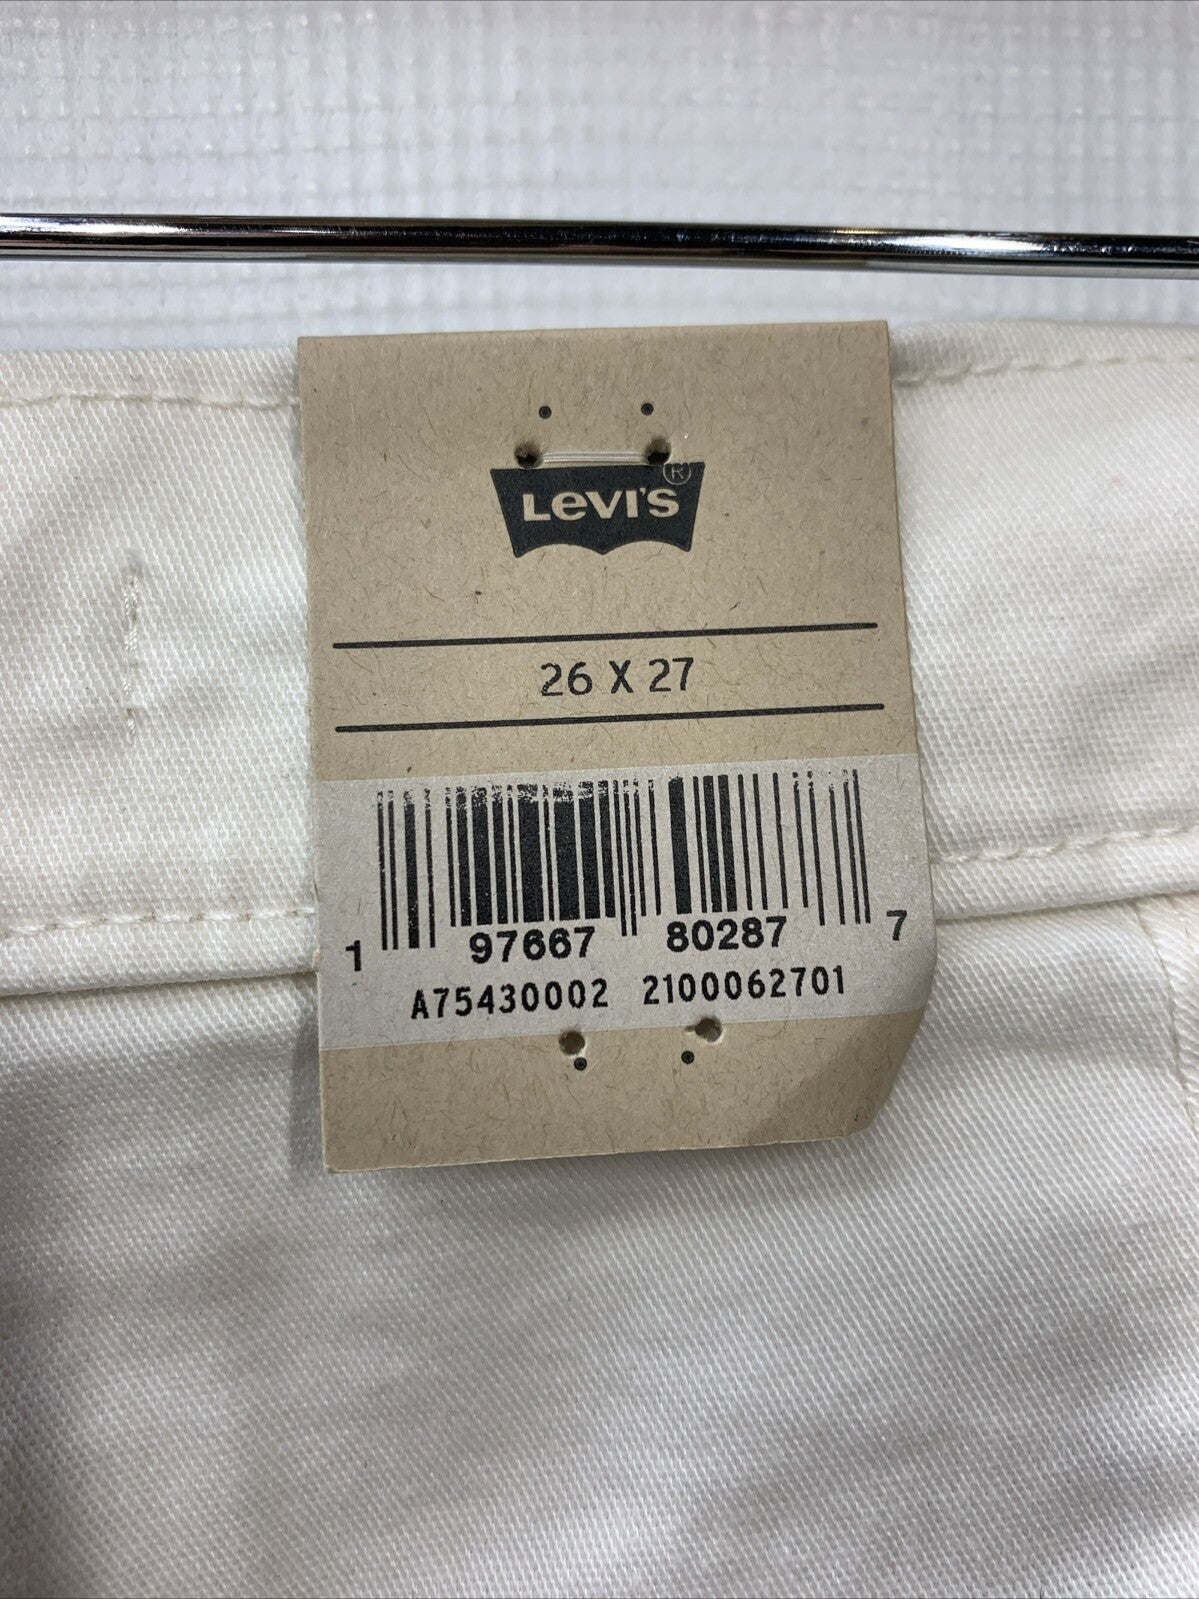 LEVI'S ®
26 X 27
1 97667 80287 7
A75430002 2100062701